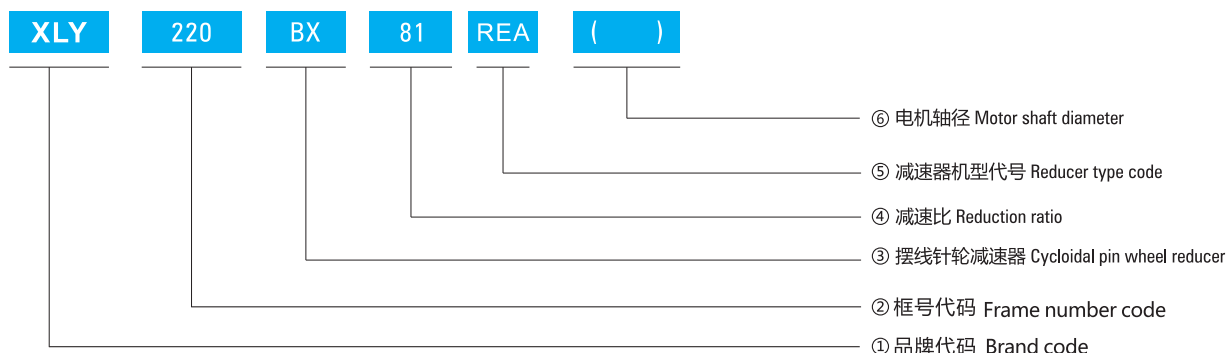 XLY 220 BX 81 REA ( )
⑥ 电机轴径 Motor shaft diameter
⑤ 减速器机型代号 Reducer type code
④ 减速比 Reduction ratio
③ 摆线针轮减速器 Cycloidal pin wheel reducer
② 框号代码 Frame number code
① 品牌代码 Brand code